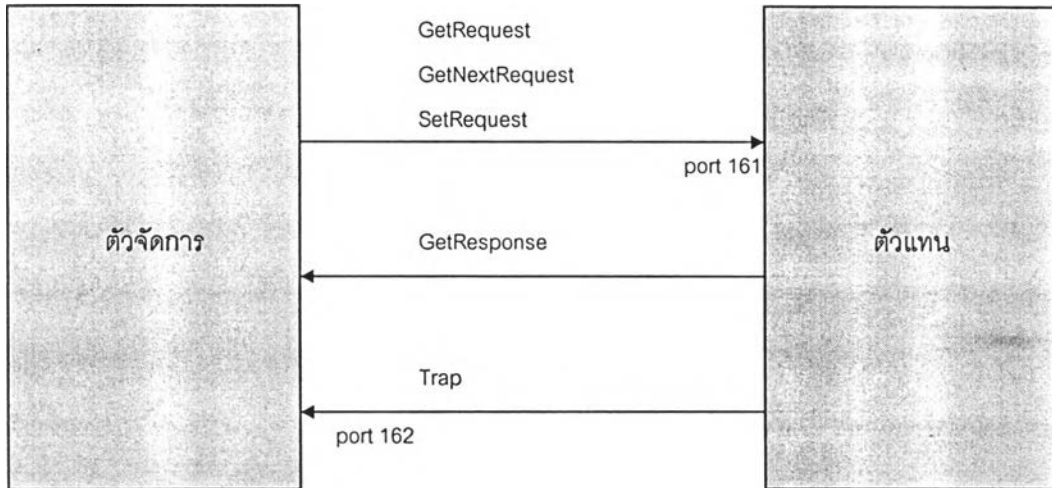 GetRequest
GetNextRequest
SetRequest
port 161
ตัวจัดการ
GetResponse
ตัวแทน
Trap
port 162